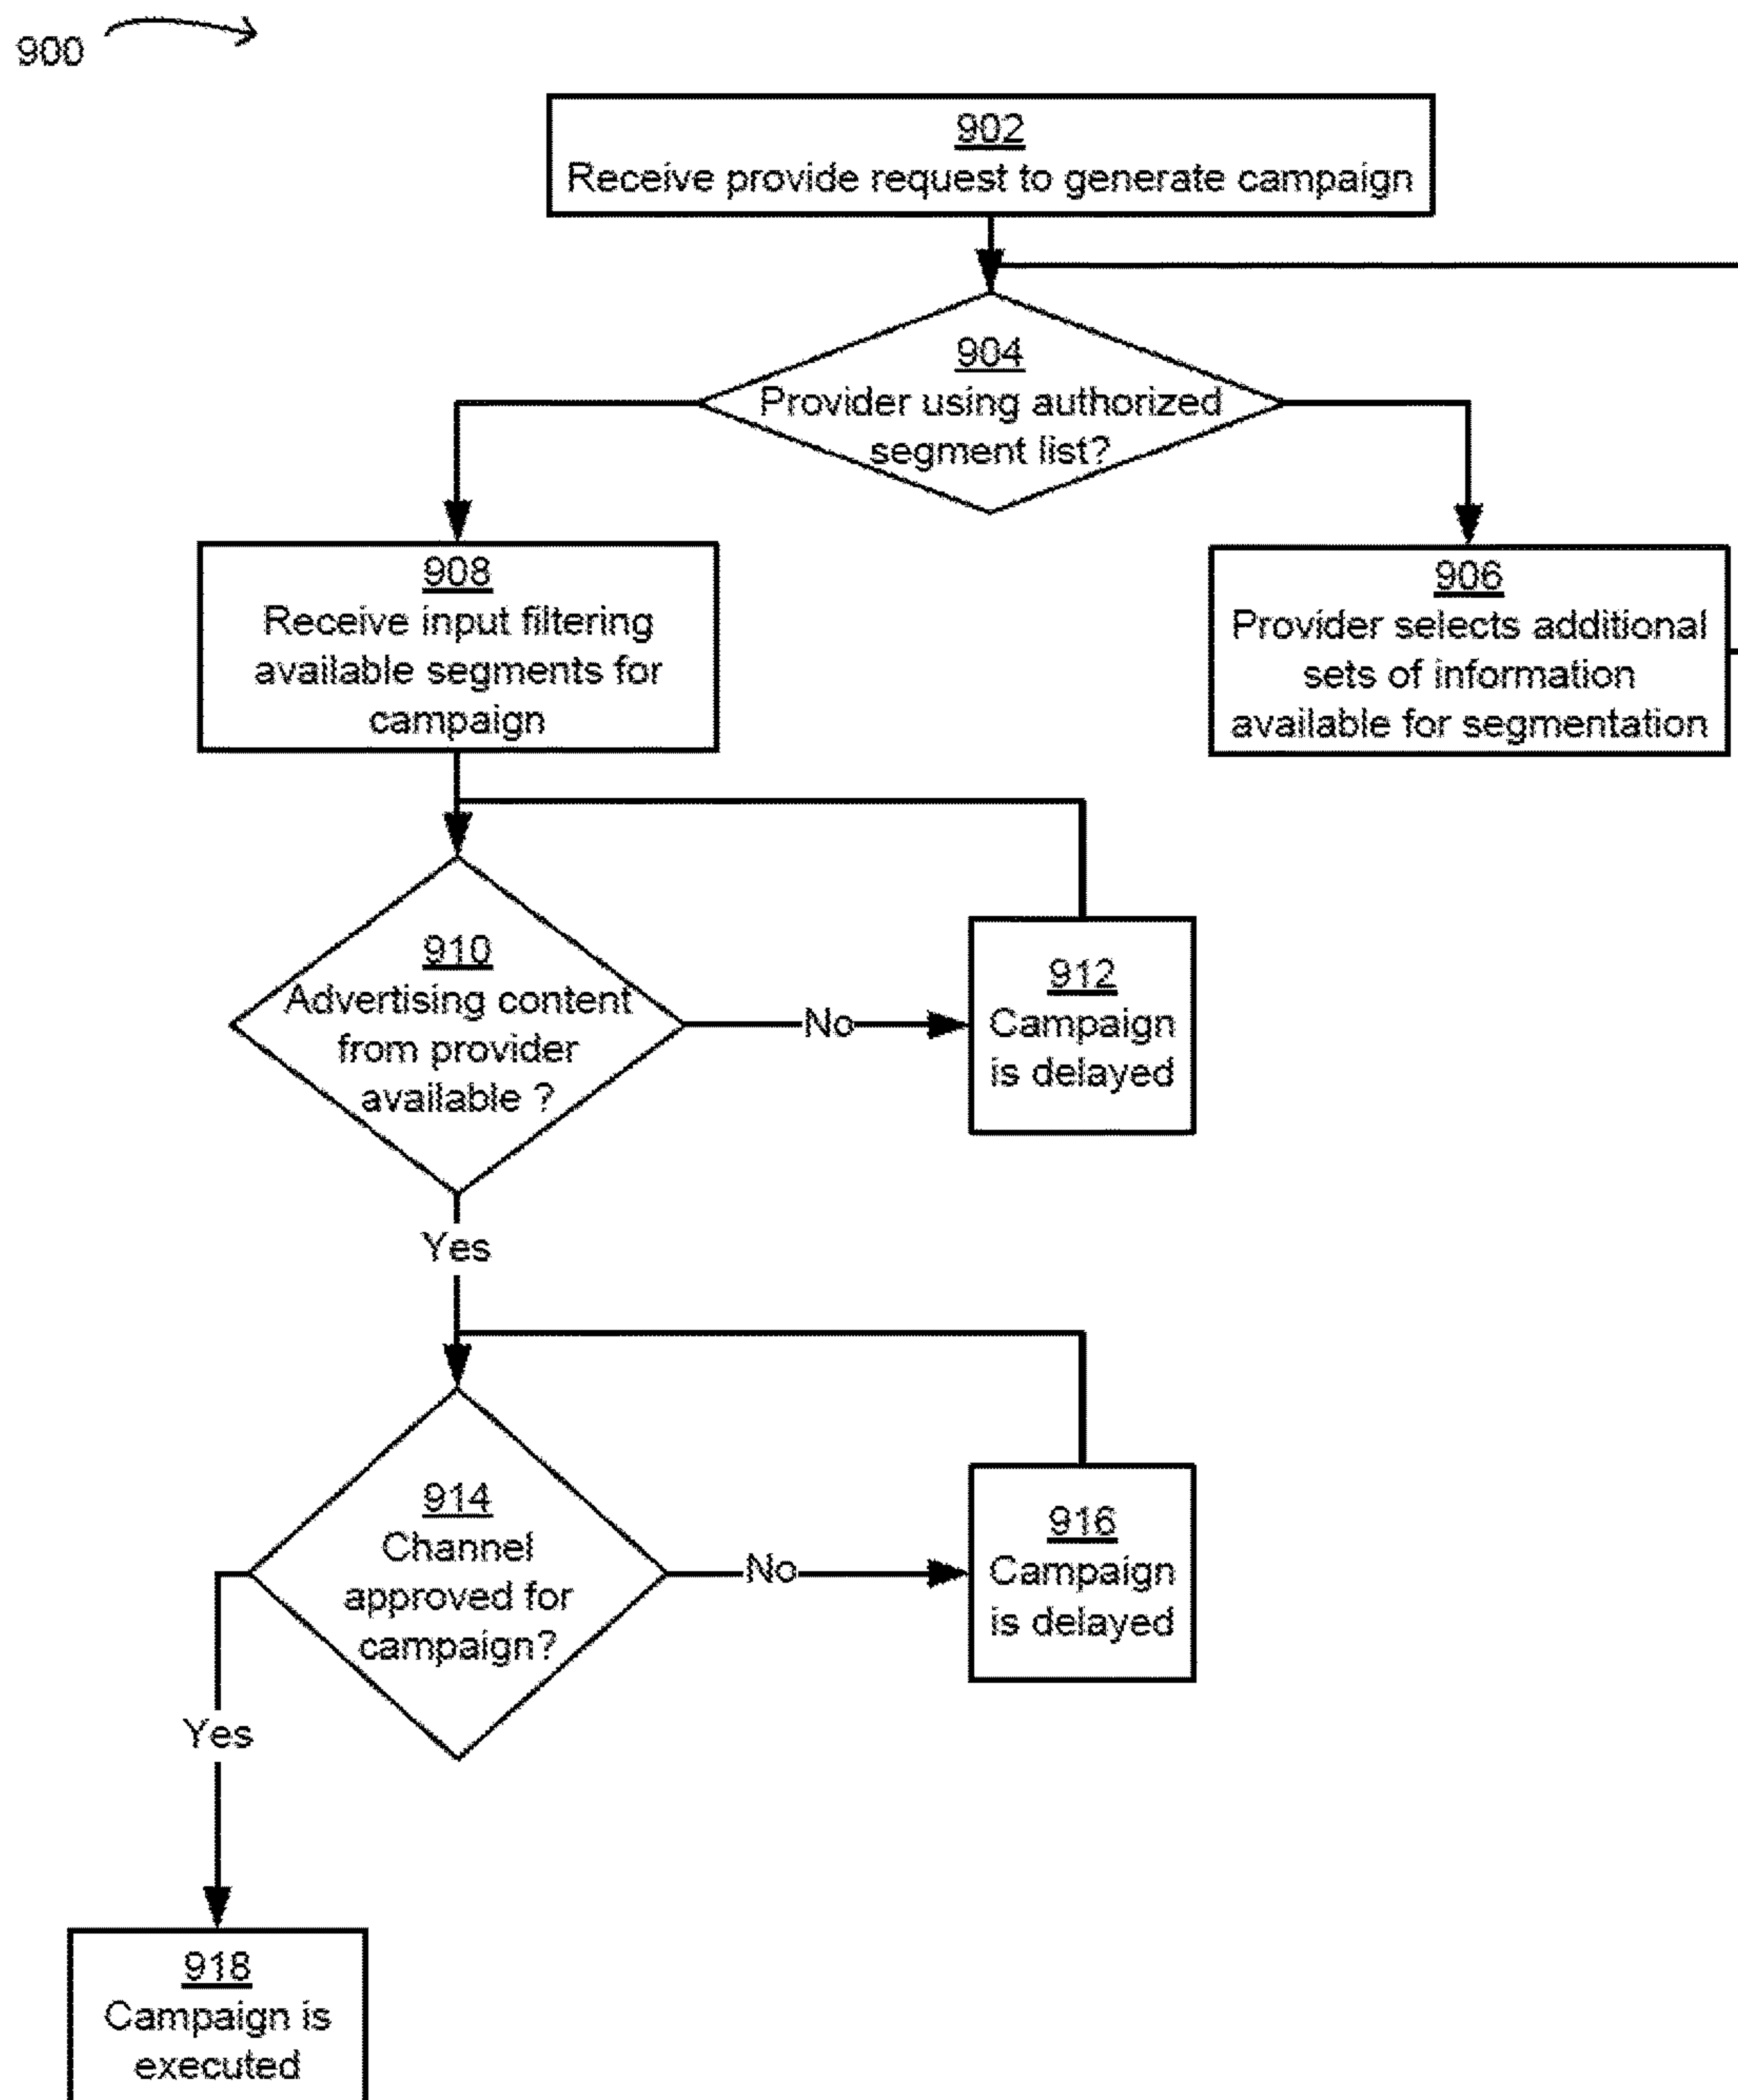 900
902
Receive provide request to generate campaign
904
Provider using authorized
segment list?
908
Receive input filtering
available segments for
campaign
906
Provider selects additional
sets of information
available for segmentation
910
Advertising content
from provider
available ?
No
912
Campaign
is delayed
Yes
914
Channel
approved for
campaign?
No
916
Campaign
is delayed
Yes
918
Campaign is
executed